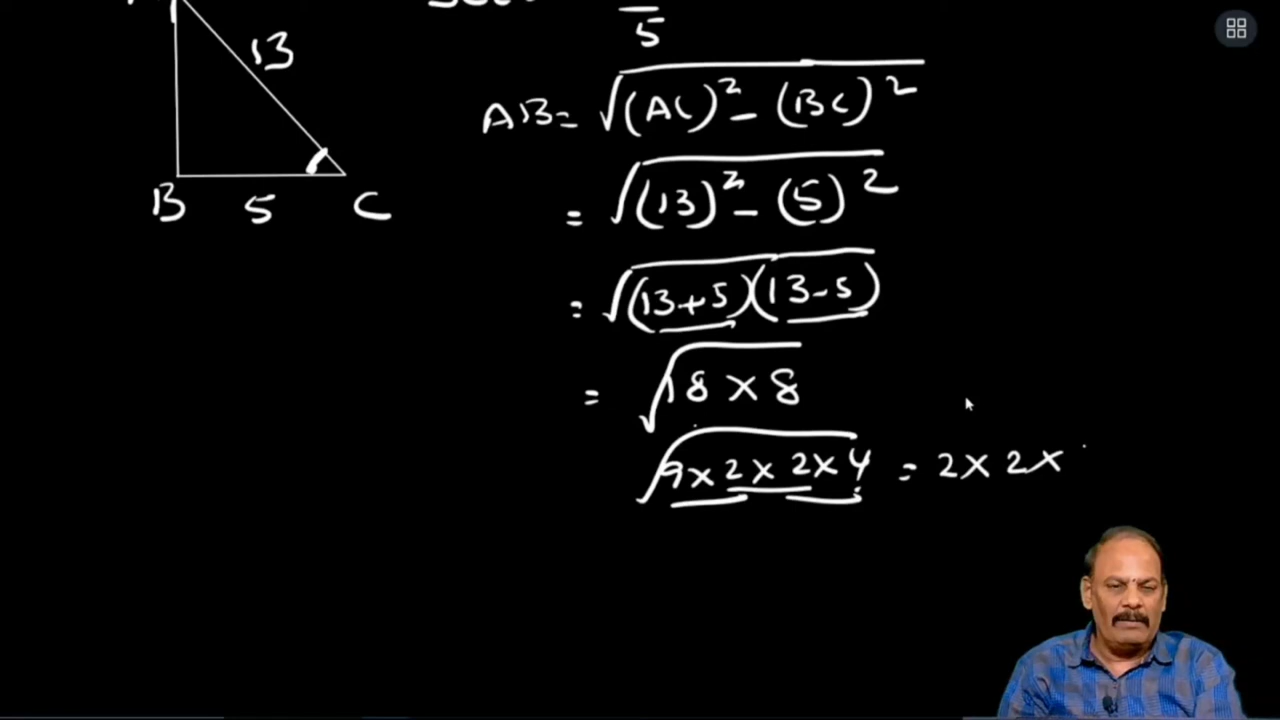 5
13
AB = √(AC)² - (BC)²
B 5 C
= √(13)² - (5)²
= √(13+5)(13-5)
= √18 × 8
√9 × 2 × 2 × 4 = 2 × 2 ×